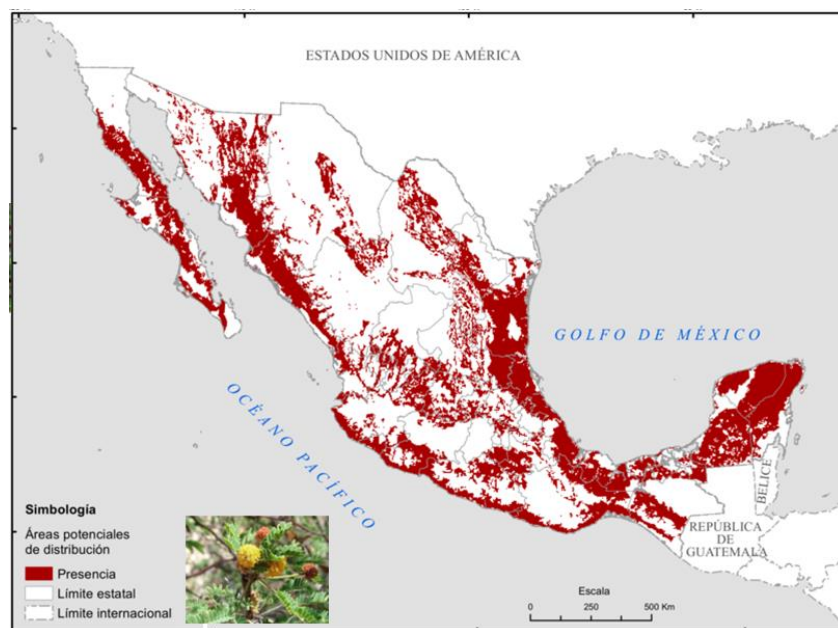 ESTADOS UNIDOS DE AMÉRICA
GOLFO DE MÉXICO
OCÉANO PACÍFICO
BELICE
REPÚBLICA
DE
GUATEMALA
Simbología
Áreas potenciales
de distribución
Presencia
Límite estatal
Límite internacional
Escala
0 250 500 Km